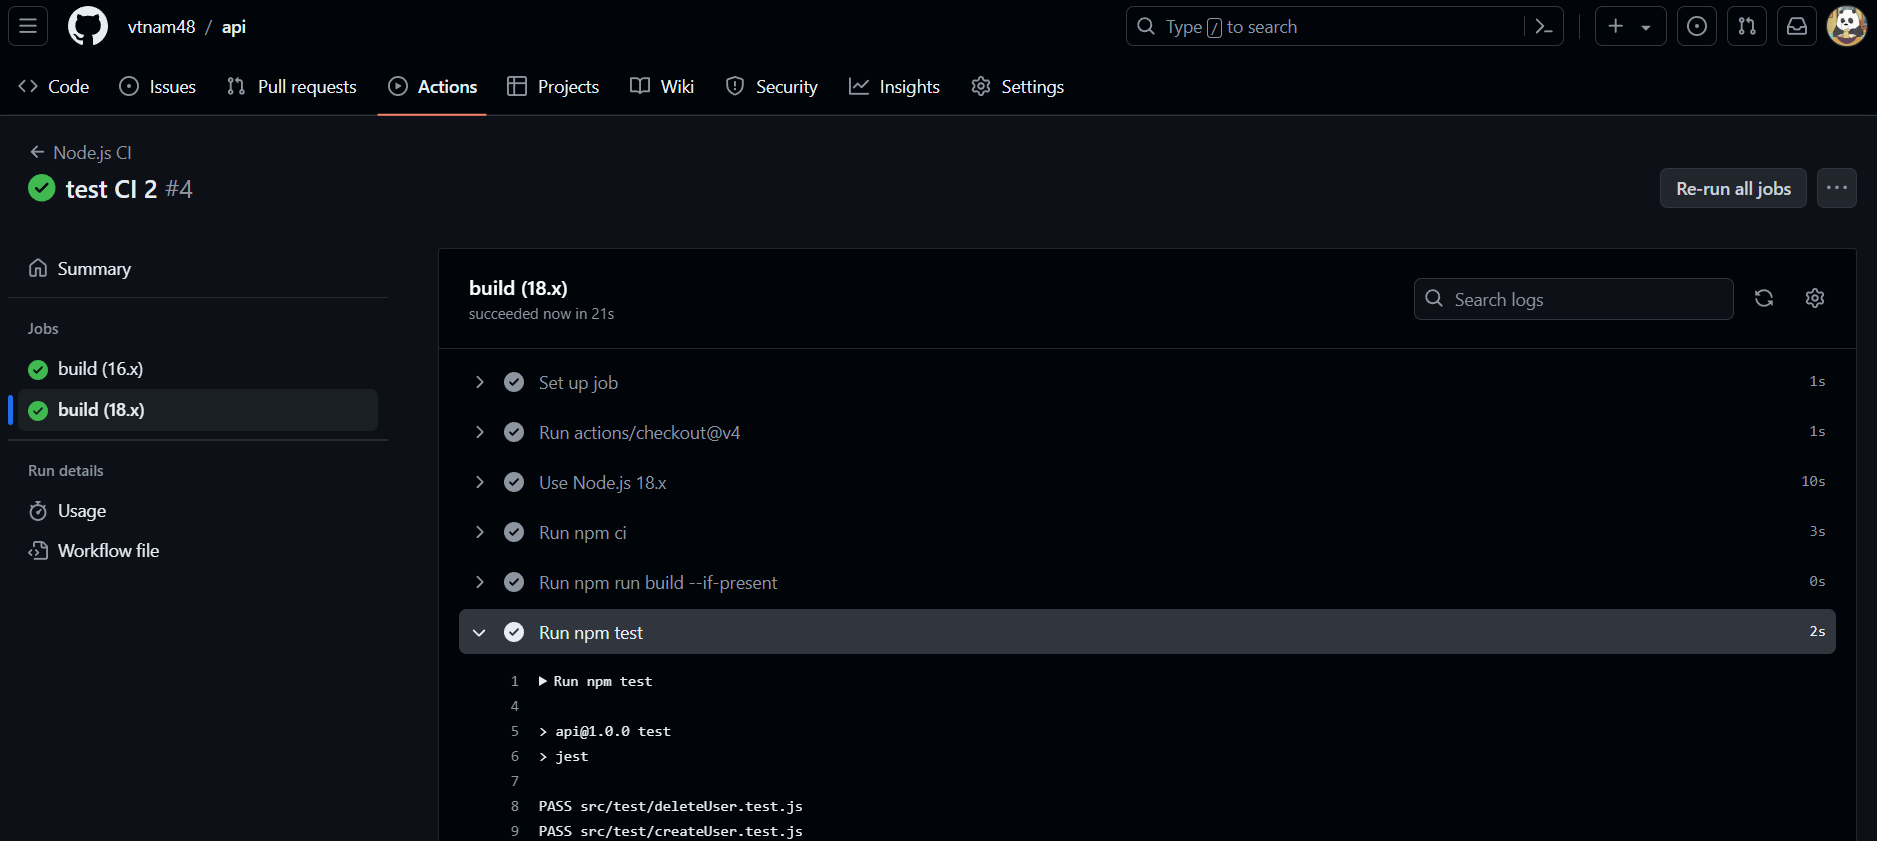 vtnam48 / api
Type / to search
Code Issues Pull requests Actions Projects Wiki Security Insights Settings
Node.js CI
test CI 2 #4
Re-run all jobs
Summary
Jobs
build (16.x)
build (18.x)
Run details
Usage
Workflow file
build (18.x)
succeeded now in 21s
Search logs
Set up job 1s
Run actions/checkout@v4 1s
Use Node.js 18.x 10s
Run npm ci 3s
Run npm run build --if-present 0s
Run npm test 2s
1 Run npm test
4
5 > api@1.0.0 test
6 > jest
7
8 PASS src/test/deleteUser.test.js
9 PASS src/test/createUser.test.js